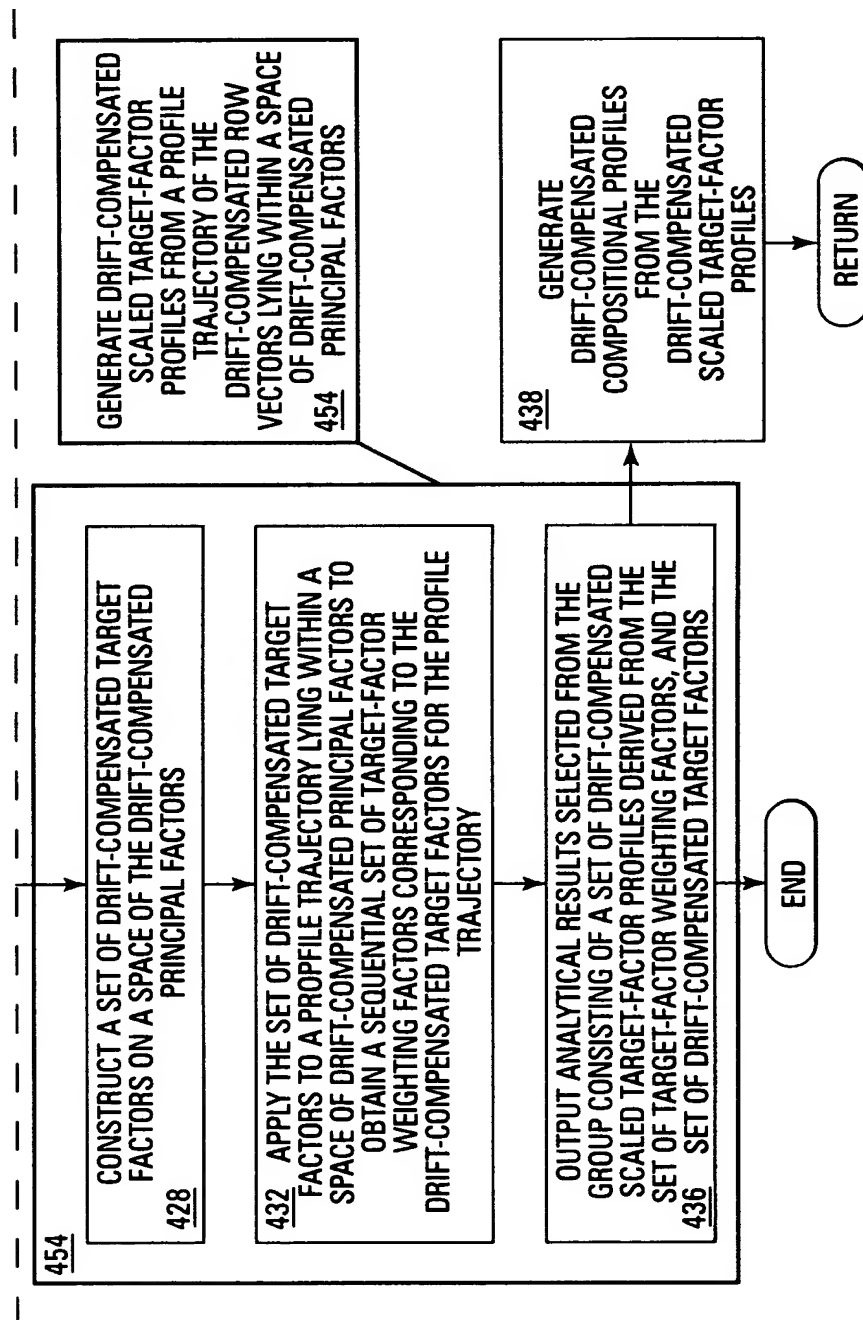 454
CONSTRUCT A SET OF DRIFT-COMPENSATED TARGET
FACTORS ON A SPACE OF THE DRIFT-COMPENSATED
PRINCIPAL FACTORS
428
432 APPLY THE SET OF DRIFT-COMPENSATED TARGET
FACTORS TO A PROPFILE TRAJECTORY LYING WITHIN A
SPACE OF DRIFT-COMPENSATED PRINCIPAL FACTORS TO
OBTAIN A SEQUENTIAL SET OF TARGET-FACTOR
WEIGHTING FACTORS CORRESPONDING TO THE
DRIFT-COMPENSATED TARGET FACTORS FOR THE PROFILE
TRAJECTORY
OUTPUT ANALYTICAL RESULTS SELECTED FROM THE
GROUP CONSISTING OF A SET OF DRIFT-COMPENSATED
SCALED TARGET-FACTOR PROFILES DERIVED FROM THE
SET OF TARGET-FACTOR WEIGHTING FACTORS, AND THE
436 SET OF DRIFT-COMPENSATED TARGET FACTORS
END
GENERATE DRIFT-COMPENSATED
SCALED TARGET-FACTOR
PROFILES FROM A PROFILE
TRAJECTORY OF THE
DRIFT-COMPENSATED ROW
VECTORS LYING WITHIN A SPACE
OF DRIFT-COMPENSATED
PRINCIPAL FACTORS
454
438
GENERATE
DRIFT-COMPENSATED
COMPOSITIONAL PROFILES
FROM THE
DRIFT-COMPENSATED
SCALED TARGET-FACTOR
PROFILES
RETURN